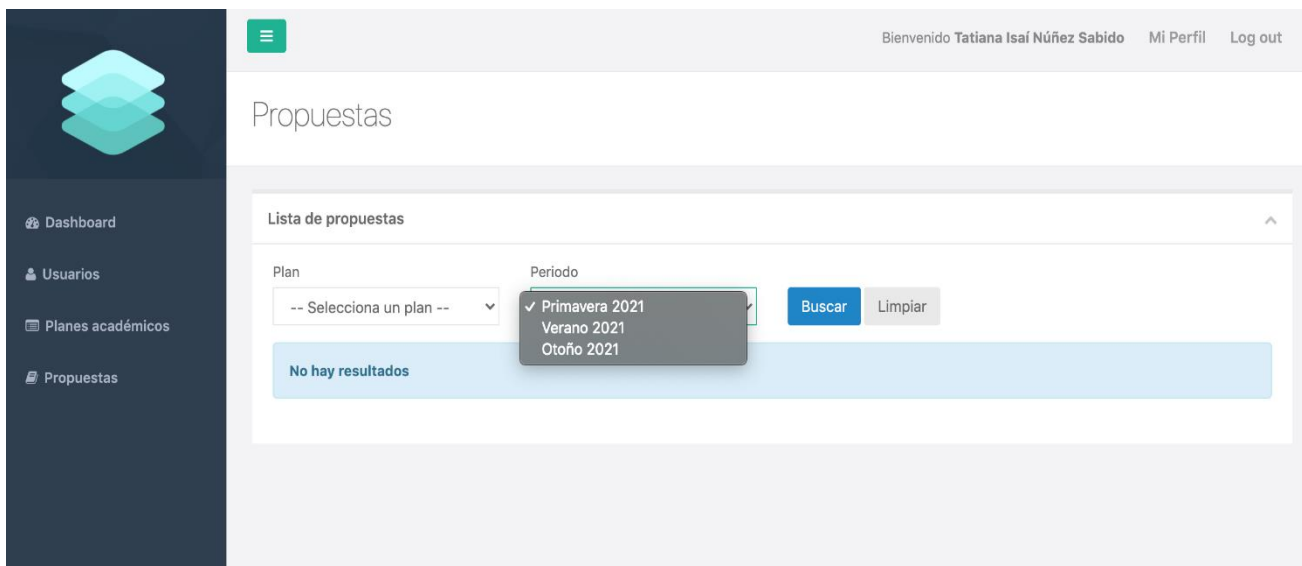 Bienvenido Tatiana Isaí Núñez Sabido Mi Perfil Log out
Propuestas
Dashboard
Usuarios
Planes académicos
Propuestas
Lista de propuestas
Plan Periodo
-- Selecciona un plan --
✓ Primavera 2021
Verano 2021
Otoño 2021
Buscar Limpiar
No hay resultados